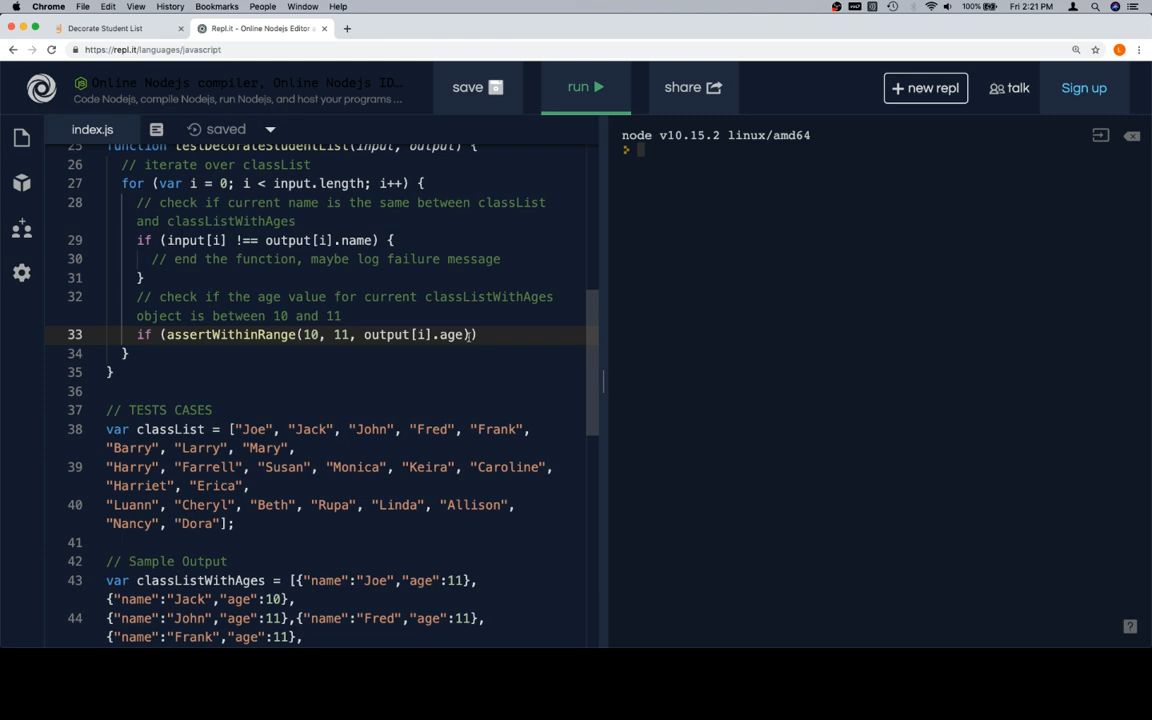 Chrome File Edit View History Bookmarks People Window Help 100% Fri 2:21 PM
Decorate Student List Repl.it - Online Nodejs Editor a
https://repl.it/languages/javascript
Online Nodejs compiler, Online Nodejs ID...
Code Nodejs, compile Nodejs, run Nodejs, and host your programs ...
save run share + new repl talk Sign up
index.js saved
node v10.15.2 linux/amd64
25 function testDecorateStudentList(input, output) {
26 // iterate over classList
27 for (var i = 0; i < input.length; i++) {
28 // check if current name is the same between classList
and classListWithAges
29 if (input[i] !== output[i].name) {
30 // end the function, maybe log failure message
31 }
32 // check if the age value for current classListWithAges
object is between 10 and 11
33 if (assertWithinRange(10, 11, output[i].age))
34 }
35 }
36
37 // TESTS CASES
38 var classList = ["Joe", "Jack", "John", "Fred", "Frank",
"Barry", "Larry", "Mary",
39 "Harry", "Farrell", "Susan", "Monica", "Keira", "Caroline",
"Harriet", "Erica",
40 "Luann", "Cheryl", "Beth", "Rupa", "Linda", "Allison",
"Nancy", "Dora"];
41
42 // Sample Output
43 var classListWithAges = [{"name":"Joe","age":11},
{"name":"Jack","age":10},
44 {"name":"John","age":11},{"name":"Fred","age":11},
{"name":"Frank","age":11},